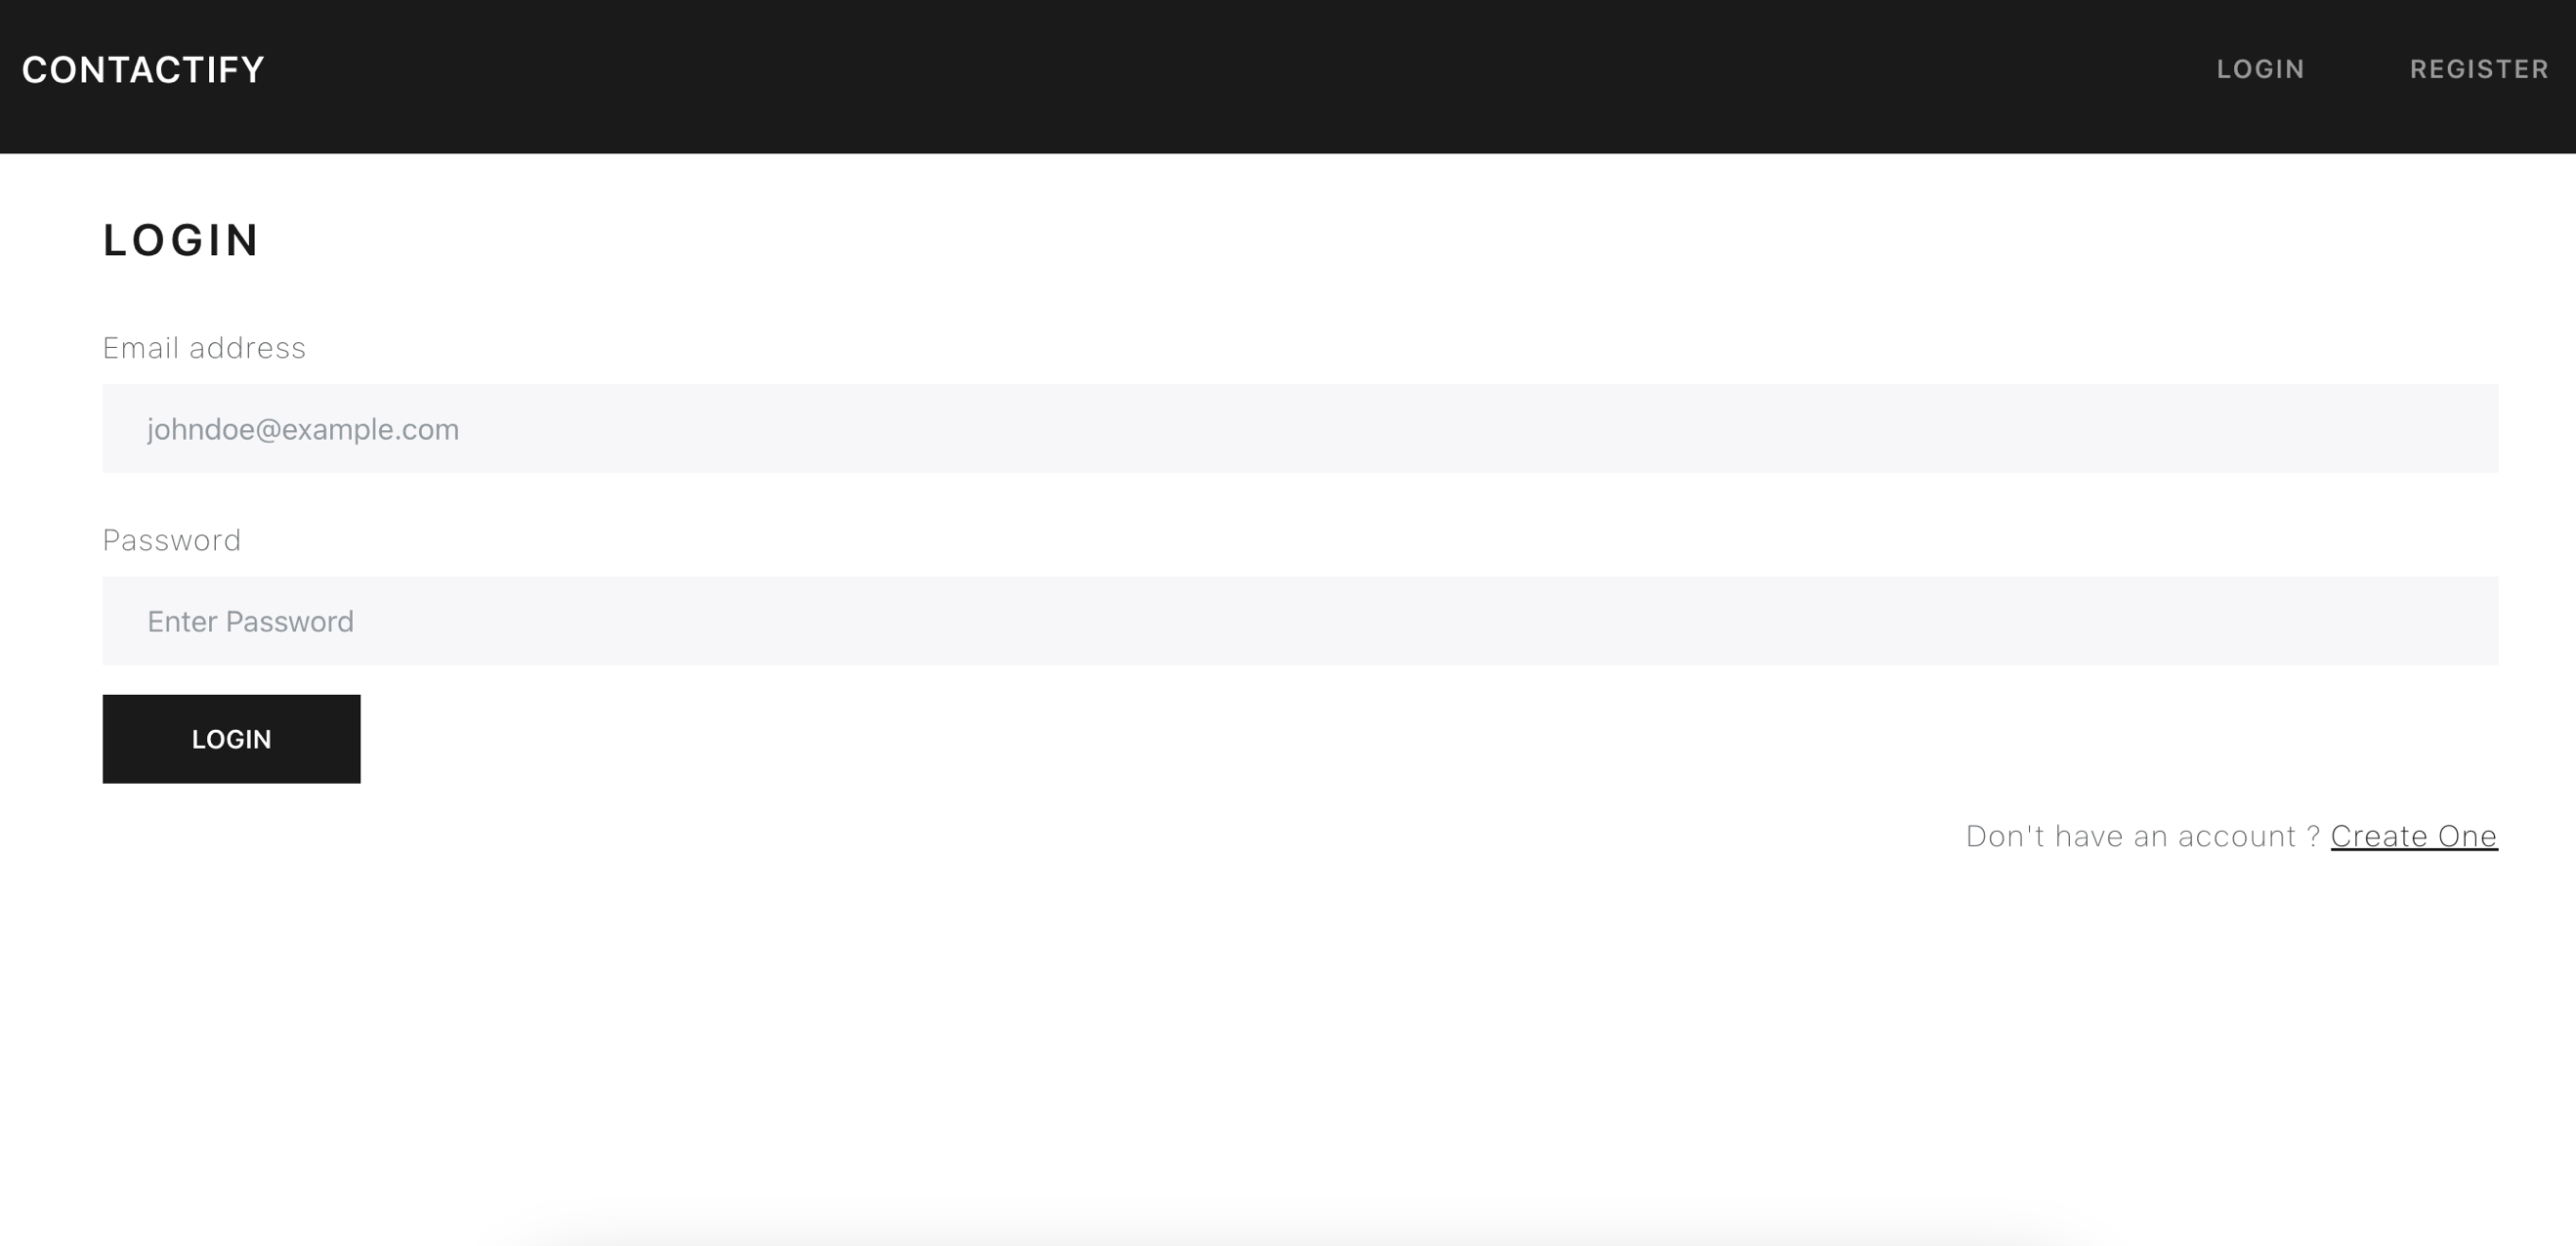 CONTACTIFY LOGIN REGISTER
LOGIN
Email address
johndoe@example.com
Password
Enter Password
LOGIN
Don't have an account ? Create One